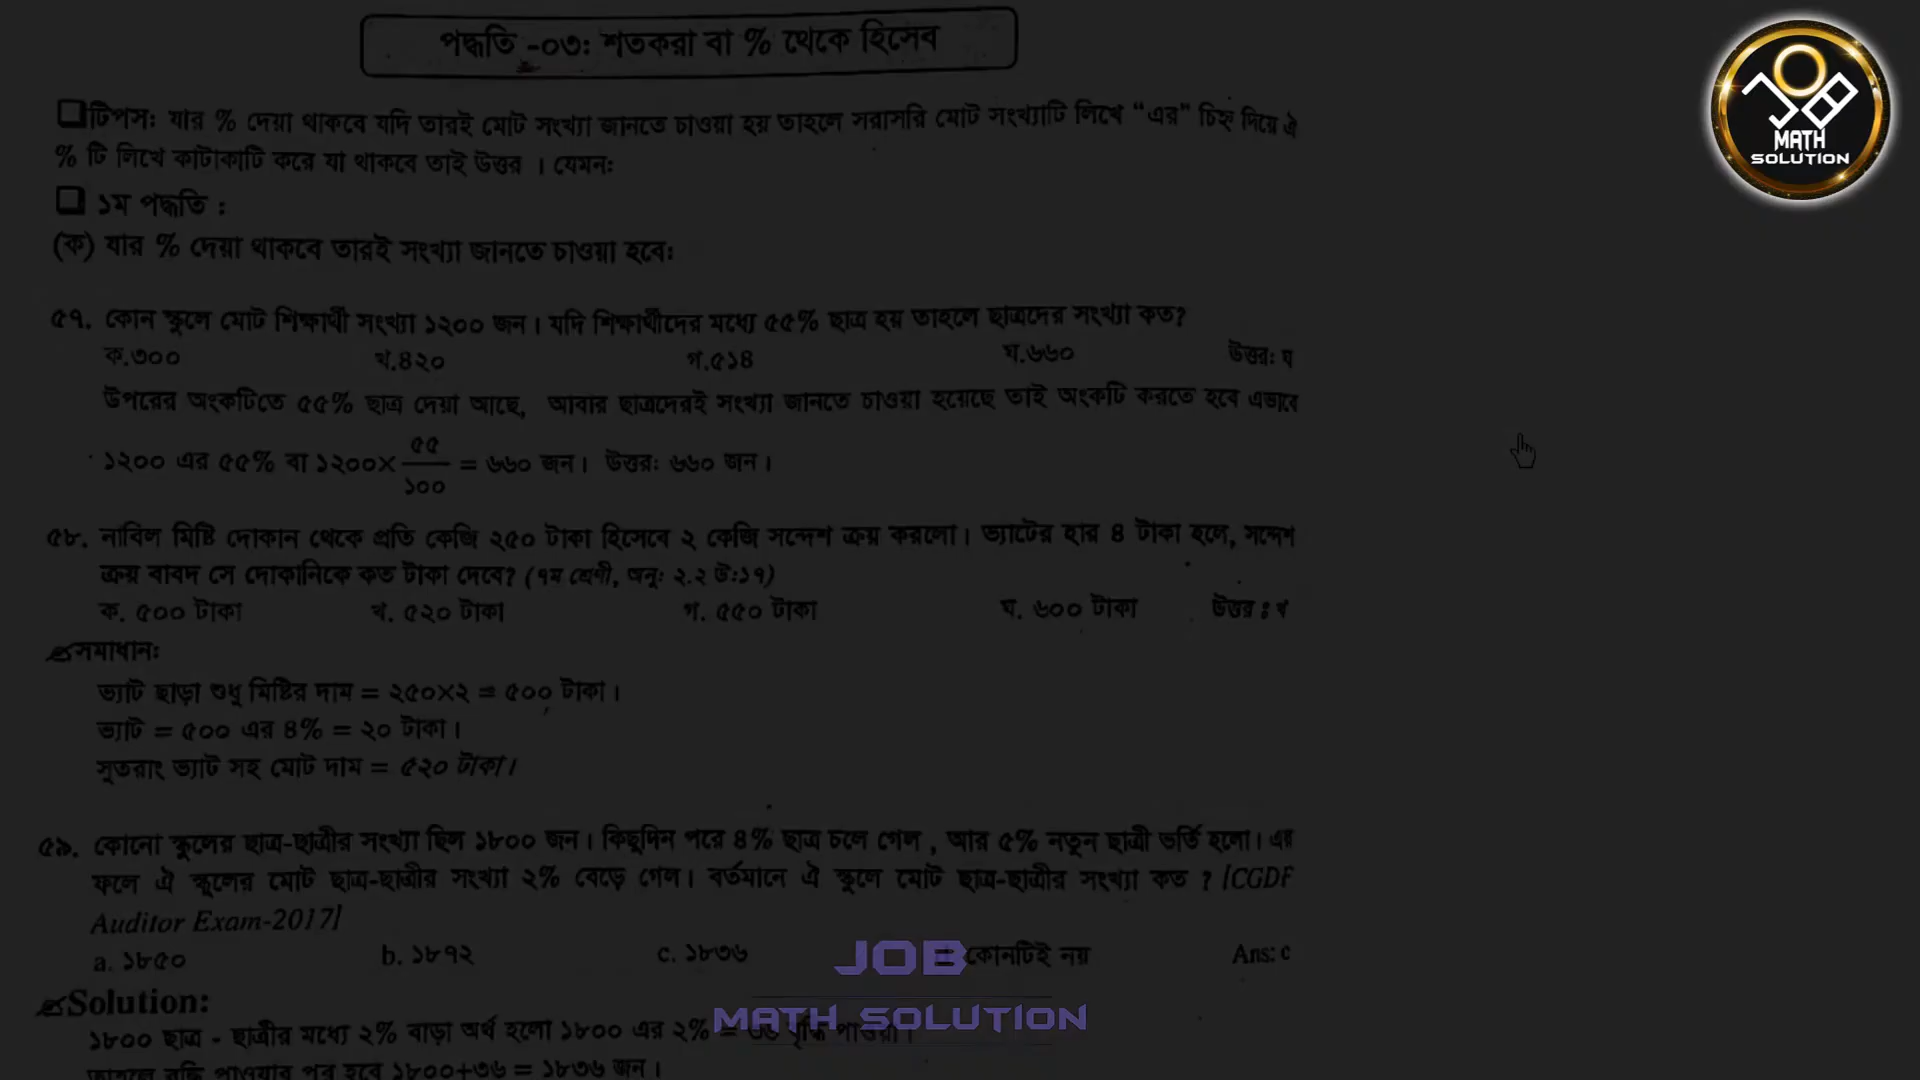 পদ্ধতি -০৩: শতকরা বা % থেকে হিসেব
MATH
SOLUTION
টিপস: যার % দেয়া থাকবে যদি তারই মোট সংখ্যা জানতে চাওয়া হয় তাহলে সরাসরি মোট সংখ্যাটি লিখে “এর” চিহ্ন দিয়ে ঐ
% টি লিখে কাটাকাটি করে যা থাকবে তাই উত্তর । যেমন:
১ম পদ্ধতি :
(ক) যার % দেয়া থাকবে তারই সংখ্যা জানতে চাওয়া হবে:
৫৭. কোন স্কুলে মোট শিক্ষার্থী সংখ্যা ১২০০ জন। যদি শিক্ষার্থীদের মধ্যে ৫৫% ছাত্র হয় তাহলে ছাত্রদের সংখ্যা কত?
ক.৩০০ খ.৪২০ গ.৫১৪ ঘ.৬৬০ উত্তর: ঘ
উপরের অংকটিতে ৫৫% ছাত্র দেয়া আছে, আবার ছাত্রদেরই সংখ্যা জানতে চাওয়া হয়েছে তাই অংকটি করতে হবে এভাবে
১২০০ এর ৫৫% বা ১২০০× ৫৫/১০০ = ৬৬০ জন। উত্তর: ৬৬০ জন।
৫৮. নাবিল মিষ্টি দোকান থেকে প্রতি কেজি ২৫০ টাকা হিসেবে ২ কেজি সন্দেশ ক্রয় করলো। ভ্যাটের হার ৪ টাকা হলে, সন্দেশ
ক্রয় বাবদ সে দোকানিকে কত টাকা দেবে? (৭ম শ্রেণী, অনু: ২.২ উ:১৭)
ক. ৫০০ টাকা খ. ৫২০ টাকা গ. ৫৫০ টাকা ঘ. ৬০০ টাকা উত্তর : খ
সমাধান:
ভ্যাট ছাড়া শুধু মিষ্টির দাম = ২৫০×২ = ৫০০ টাকা।
ভ্যাট = ৫০০ এর ৪% = ২০ টাকা।
সুতরাং ভ্যাট সহ মোট দাম = ৫২০ টাকা।
৫৯. কোনো স্কুলের ছাত্র-ছাত্রীর সংখ্যা ছিল ১৮০০ জন। কিছুদিন পরে ৪% ছাত্র চলে গেল , আর ৫% নতুন ছাত্রী ভর্তি হলো। এর
ফলে ঐ স্কুলের মোট ছাত্র-ছাত্রীর সংখ্যা ২% বেড়ে গেল। বর্তমানে ঐ স্কুলে মোট ছাত্র-ছাত্রীর সংখ্যা কত ? [CGDF
Auditor Exam-2017]
a. ১৮৫০ b. ১৮৭২ c. ১৮৩৬ কোনটিই নয় Ans: c
JOB
Solution:
MATH SOLUTION
১৮০০ ছাত্র - ছাত্রীর মধ্যে ২% বাড়া অর্থ হলো ১৮০০ এর ২% = ৩৬ বৃদ্ধি পাওয়া।
তাহলে বৃদ্ধি পাওয়ার পর হবে ১৮০০+৩৬ = ১৮৩৬ জন।